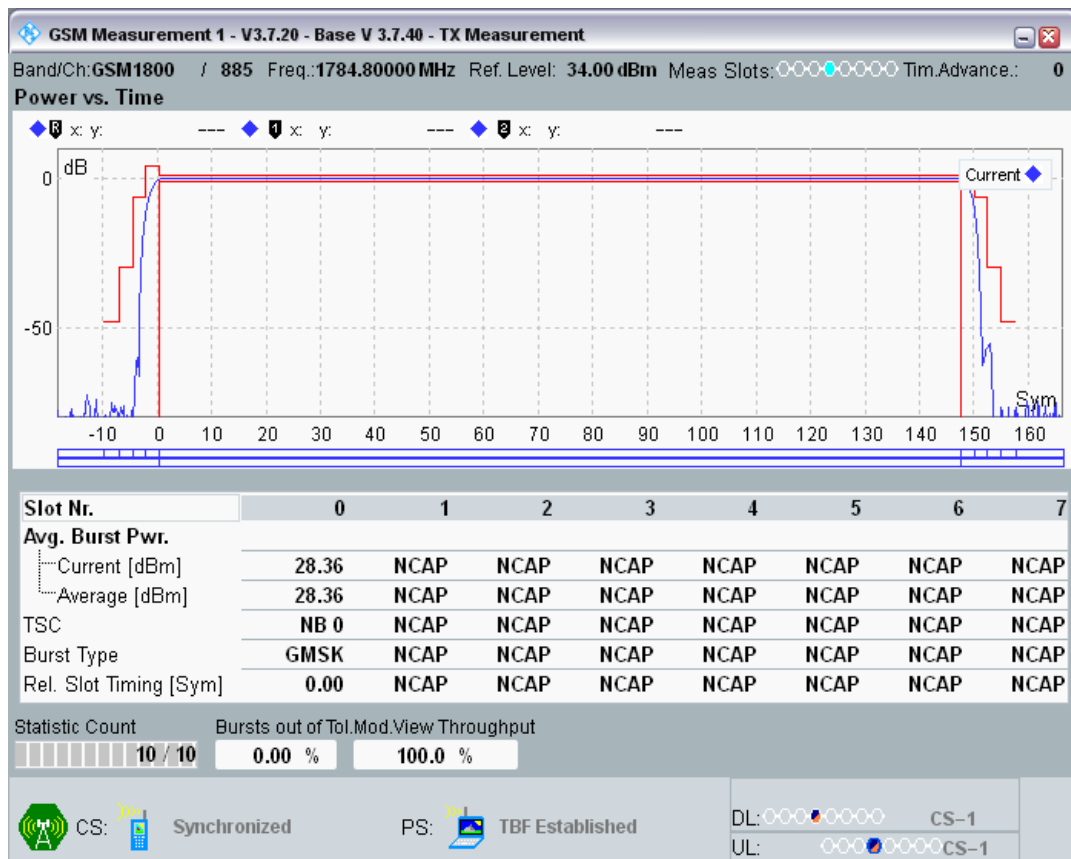 GSM Measurement 1 - V3.7.20 - Base V 3.7.40 - TX Measurement
Band/Ch:GSM1800 / 885 Freq.:1784.80000 MHz Ref. Level: 34.00 dBm Meas Slots: Tim.Advance.: 0
Power vs. Time
R x: y: --- 1 x: y: --- 2 x: y: ---
dB
0
Current
-50
Sym
-10 0 10 20 30 40 50 60 70 80 90 100 110 120 130 140 150 160
Slot Nr. 0 1 2 3 4 5 6 7
Avg. Burst Pwr.
Current [dBm] 28.36 NCAP NCAP NCAP NCAP NCAP NCAP NCAP
Average [dBm] 28.36 NCAP NCAP NCAP NCAP NCAP NCAP NCAP
TSC NB 0 NCAP NCAP NCAP NCAP NCAP NCAP NCAP
Burst Type GMSK NCAP NCAP NCAP NCAP NCAP NCAP NCAP
Rel. Slot Timing [Sym] 0.00 NCAP NCAP NCAP NCAP NCAP NCAP NCAP
Statistic Count Bursts out of Tol.Mod.View Throughput
10 / 10 0.00 % 100.0 %
CS: Synchronized PS: TBF Established
DL: CS-1
UL: CS-1